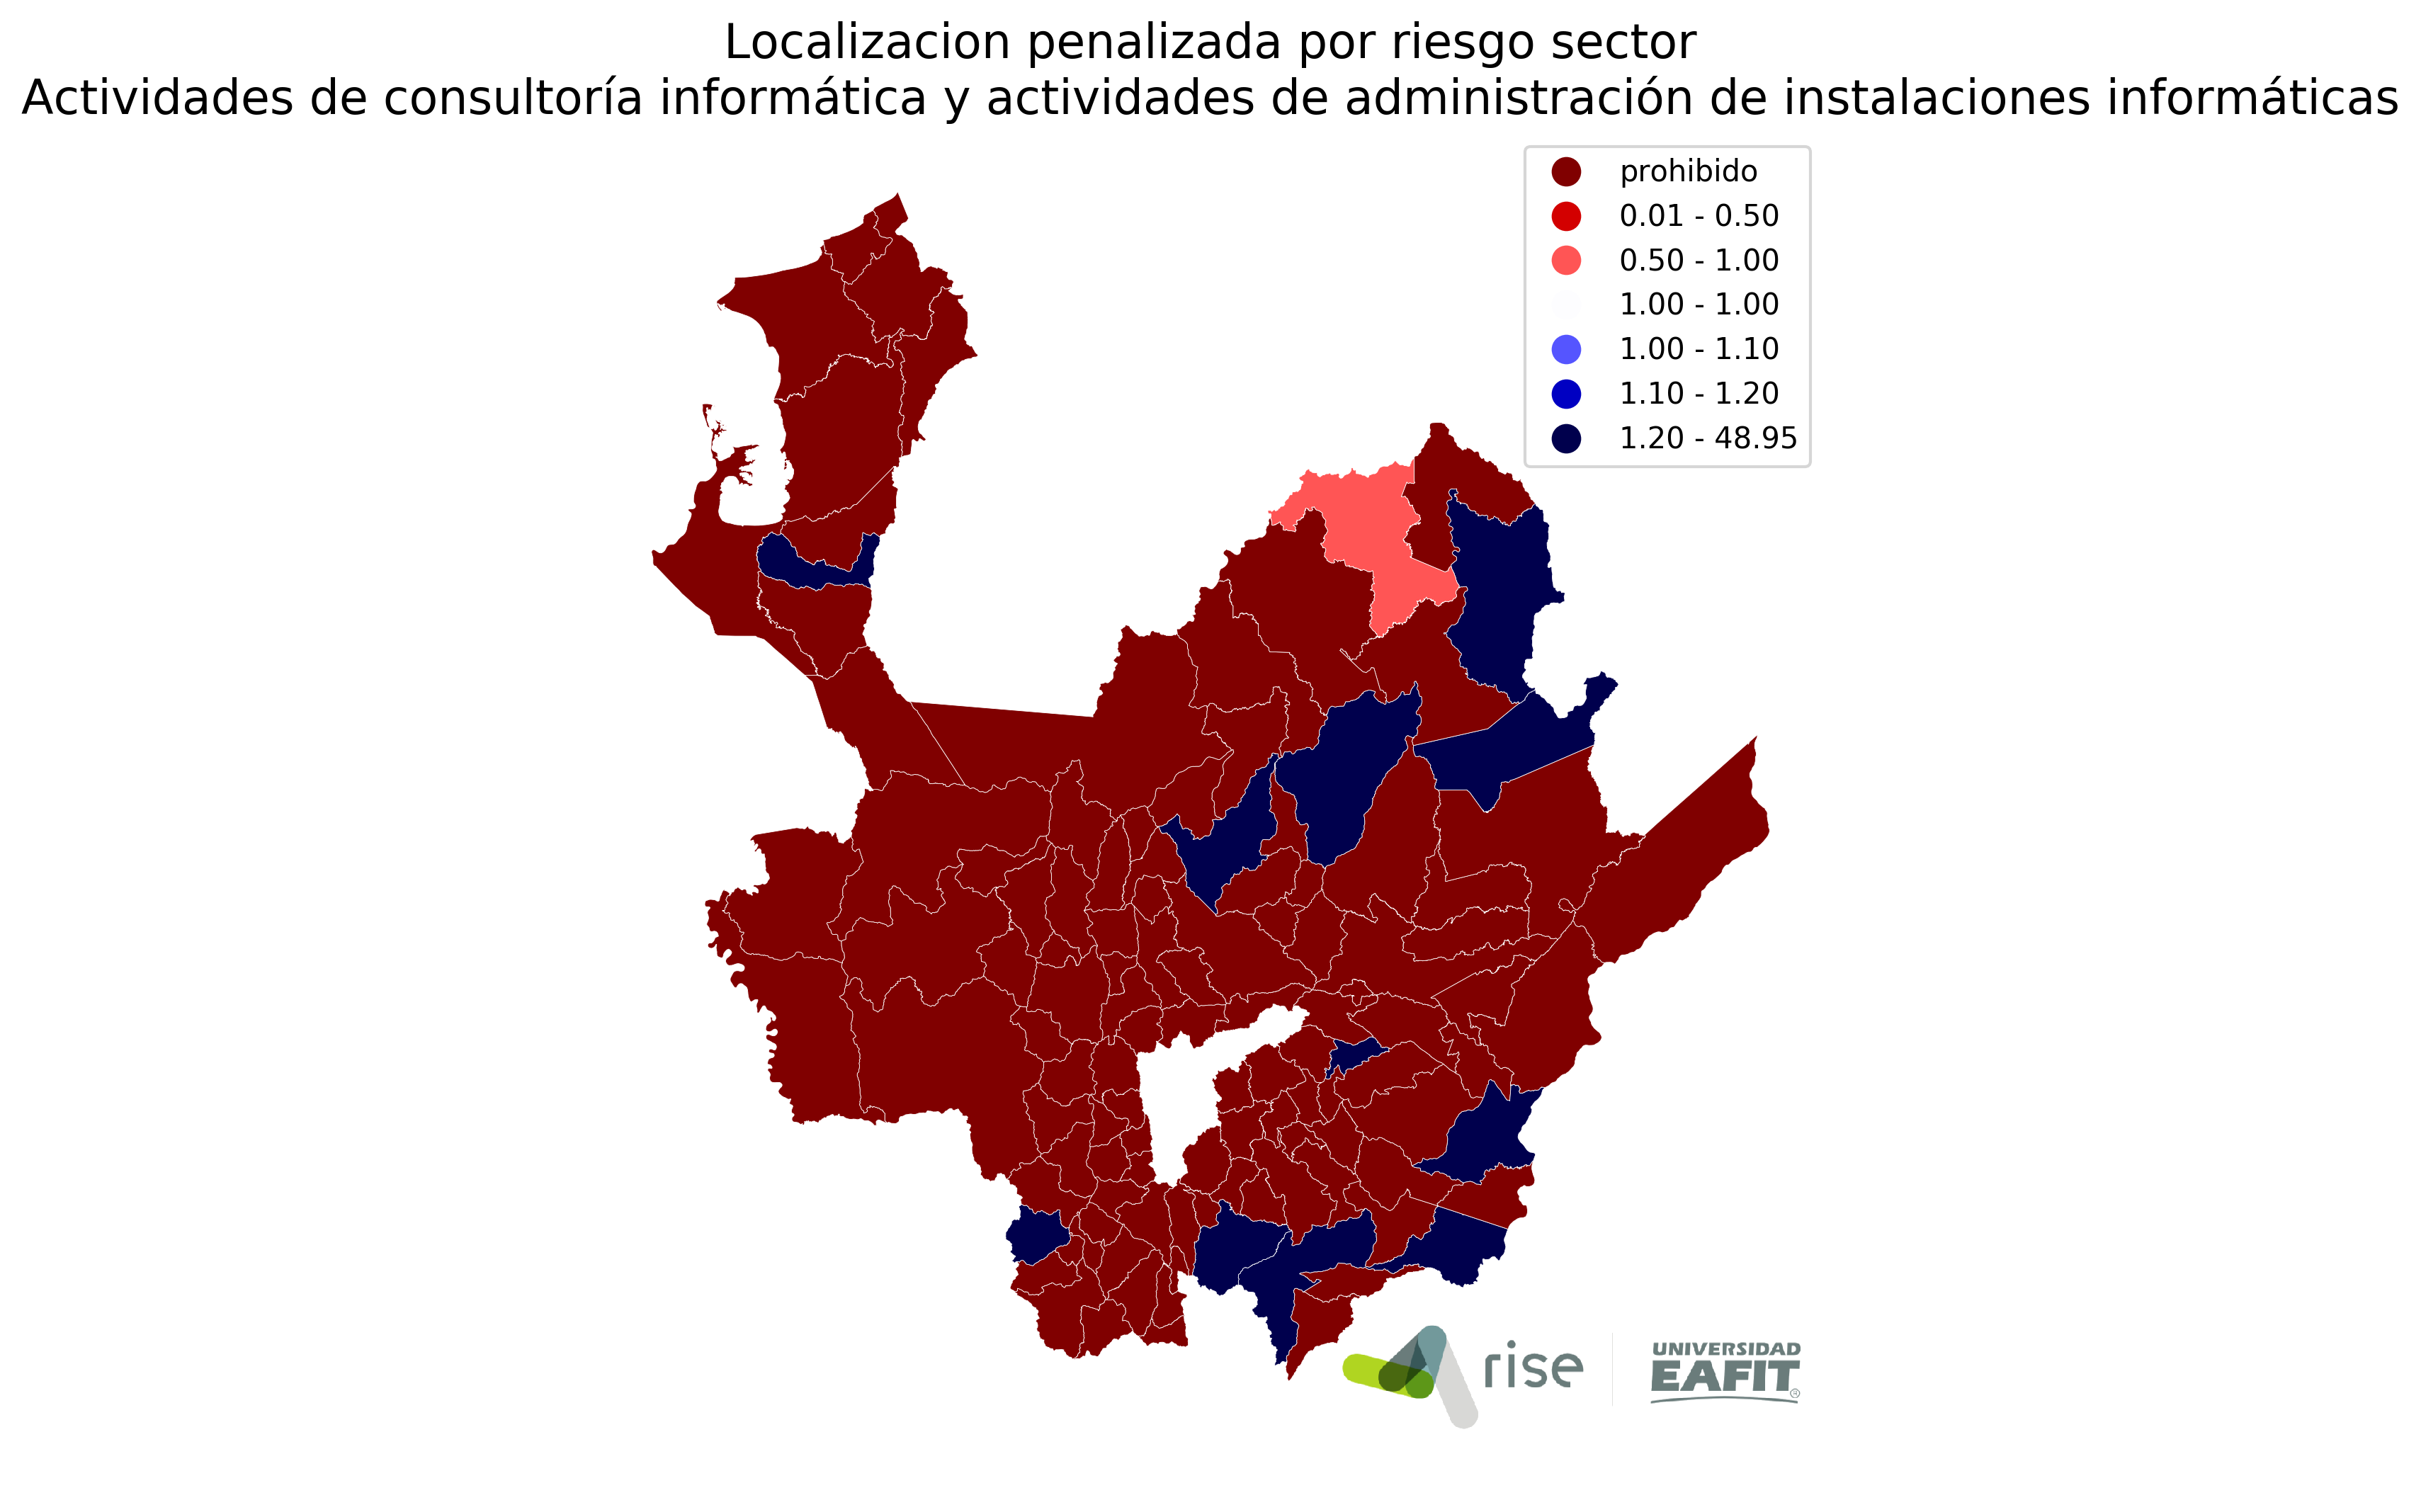 Localizacion penalizada por riesgo sector
Actividades de consultoría informática y actividades de administración de instalaciones informáticas
prohibido
0.01 - 0.50
0.50 - 1.00
1.00 - 1.00
1.00 - 1.10
1.10 - 1.20
1.20 - 48.95
rise
UNIVERSIDAD
EAFIT®